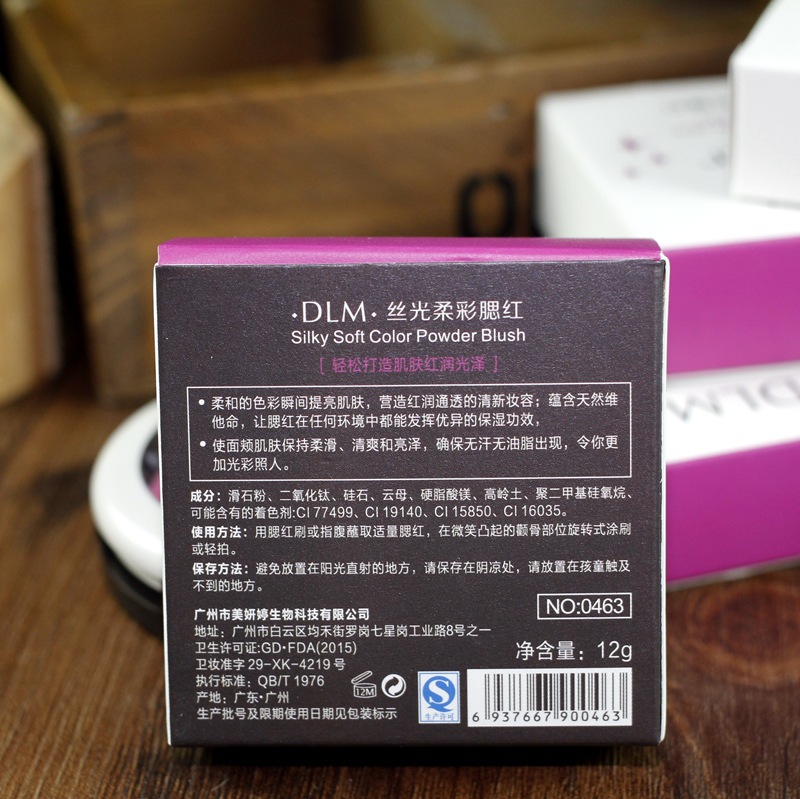 ·DLM· 丝光柔彩腮红
Silky Soft Color Powder Blush
[ 轻松打造肌肤红润光泽 ]
• 柔和的色彩瞬间提亮肌肤，营造红润通透的清新妆容；蕴含天然维
他命，让腮红在任何环境中都能发挥优异的保湿功效，
• 使面颊肌肤保持柔滑、清爽和亮泽，确保无汗无油脂出现，令你更
加光彩照人。
成分：滑石粉、二氧化钛、硅石、云母、硬脂酸镁、高岭土、聚二甲基硅氧烷、
可能含有的着色剂:CI 77499、CI 19140、CI 15850、CI 16035。
使用方法：用腮红刷或指腹蘸取适量腮红，在微笑凸起的颧骨部位旋转式涂刷
或轻拍。
保存方法：避免放置在阳光直射的地方，请保存在阴凉处，请放置在孩童触及
不到的地方。
广州市美妍婷生物科技有限公司
地址：广州市白云区均禾街罗岗七星岗工业路8号之一
卫生许可证:GD·FDA(2015)
卫妆准字 29-XK-4219 号
执行标准：QB/T 1976
产地：广东·广州
生产批号及限期使用日期见包装标示
NO:0463
净含量：12g
12M
生产许可
6 937667 900463
DLM